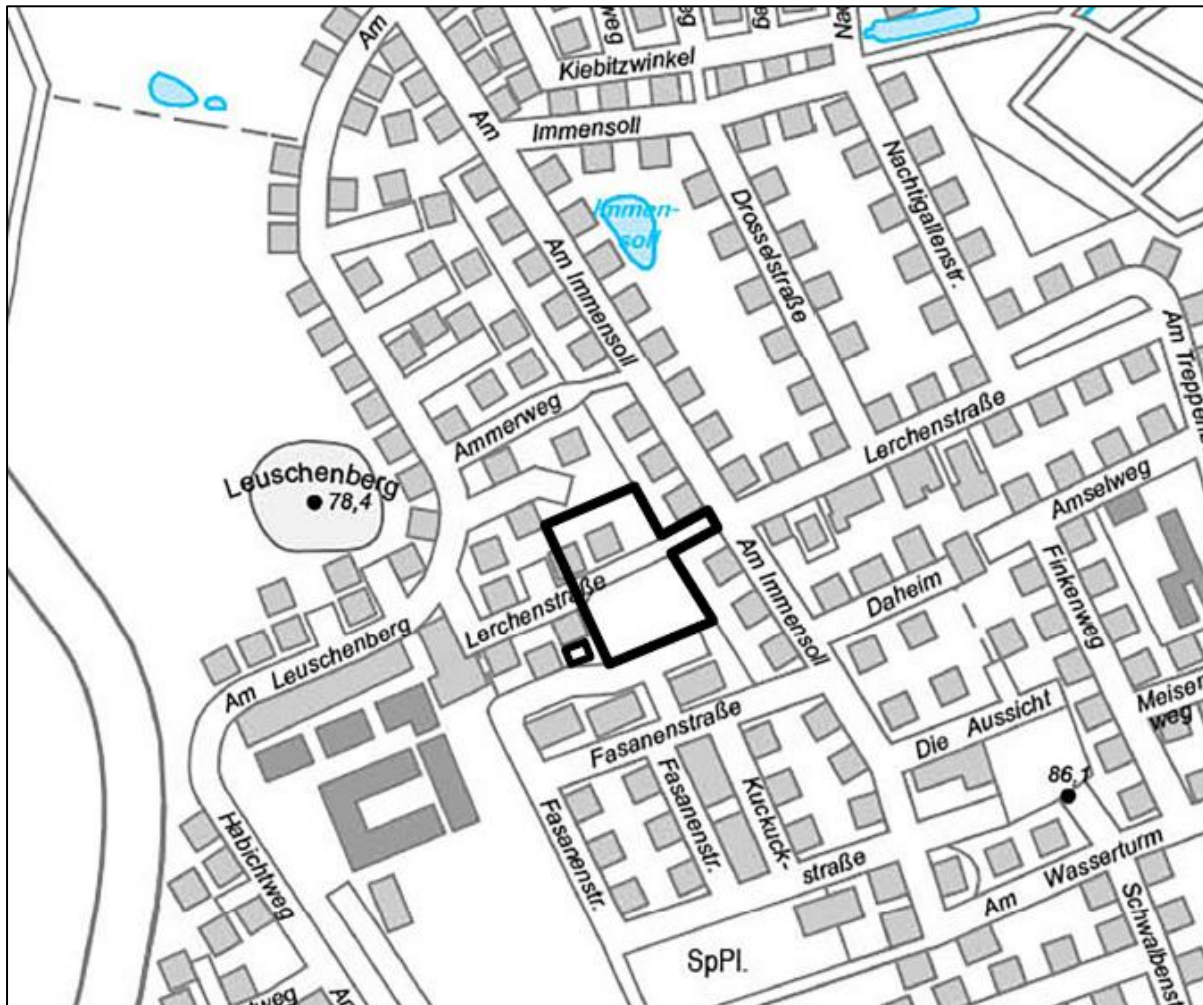 Am
weg
Kiebitzwinkel
Am
Immensoll
Nachtigallenstr.
Immen-
soll
Drosselstraße
Am Immensoll
Am
Ammerweg
Lerchenstraße
Leuschenberg
78,4
Amselweg
Am Immensoll
Finkenweg
Daheim
Lerchenstraße
Am Leuschenberg
Meisen
weg
Die Aussicht
Fasanenstraße
86,1
Fasanenstr.
Kuckuck-
straße
Fasanenstr.
Habichtweg
Am Wasserturm
Schwalbenst
SpPl.